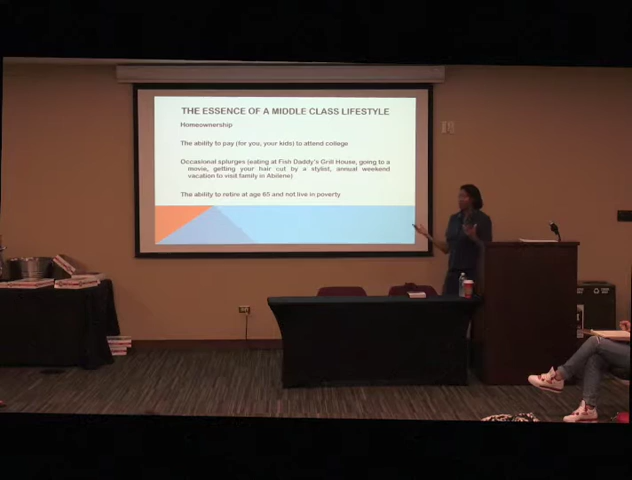 THE ESSENCE OF A MIDDLE CLASS LIFESTYLE
Homeownership
The ability to pay (for you, your kids) to attend college
Occasional splurges (eating at Fish Daddy's Grill House, going to a
movie, getting your hair cut by a stylist, annual weekend
vacation to visit family in Abilene)
The ability to retire at age 65 and not live in poverty